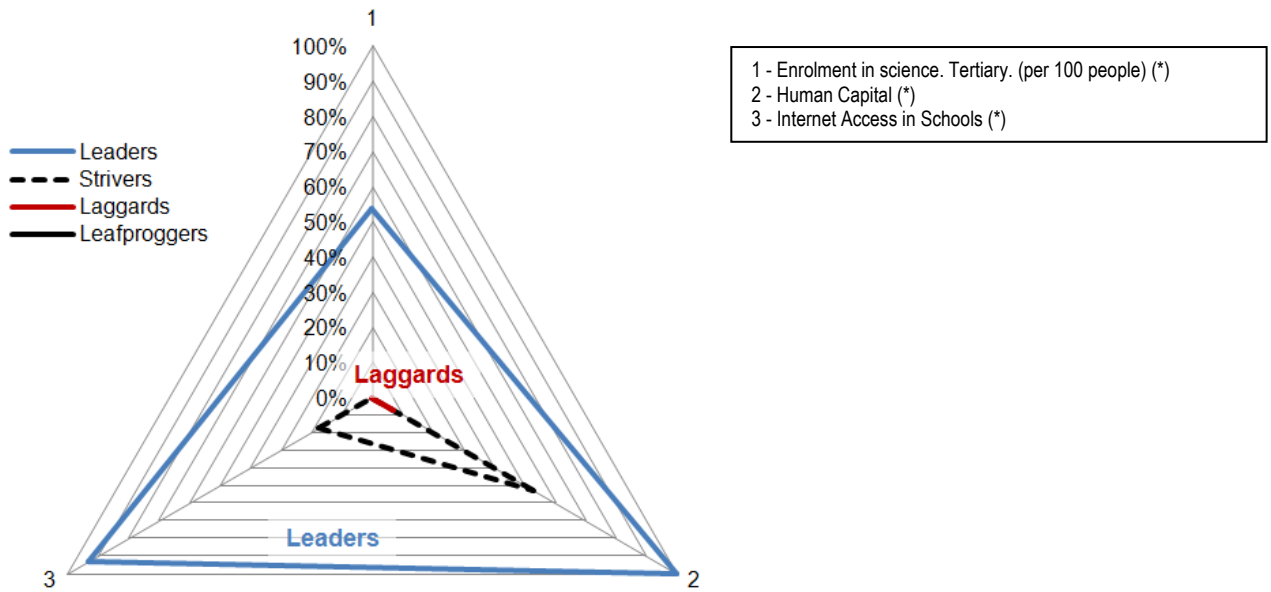 1
100%
90%
80%
70%
60%
50%
40%
30%
20%
10%
0%
Leaders
Strivers
Laggards
Leafproggers
Laggards
Leaders
3
2
1 - Enrolment in science. Tertiary. (per 100 people) (*)
2 - Human Capital (*)
3 - Internet Access in Schools (*)